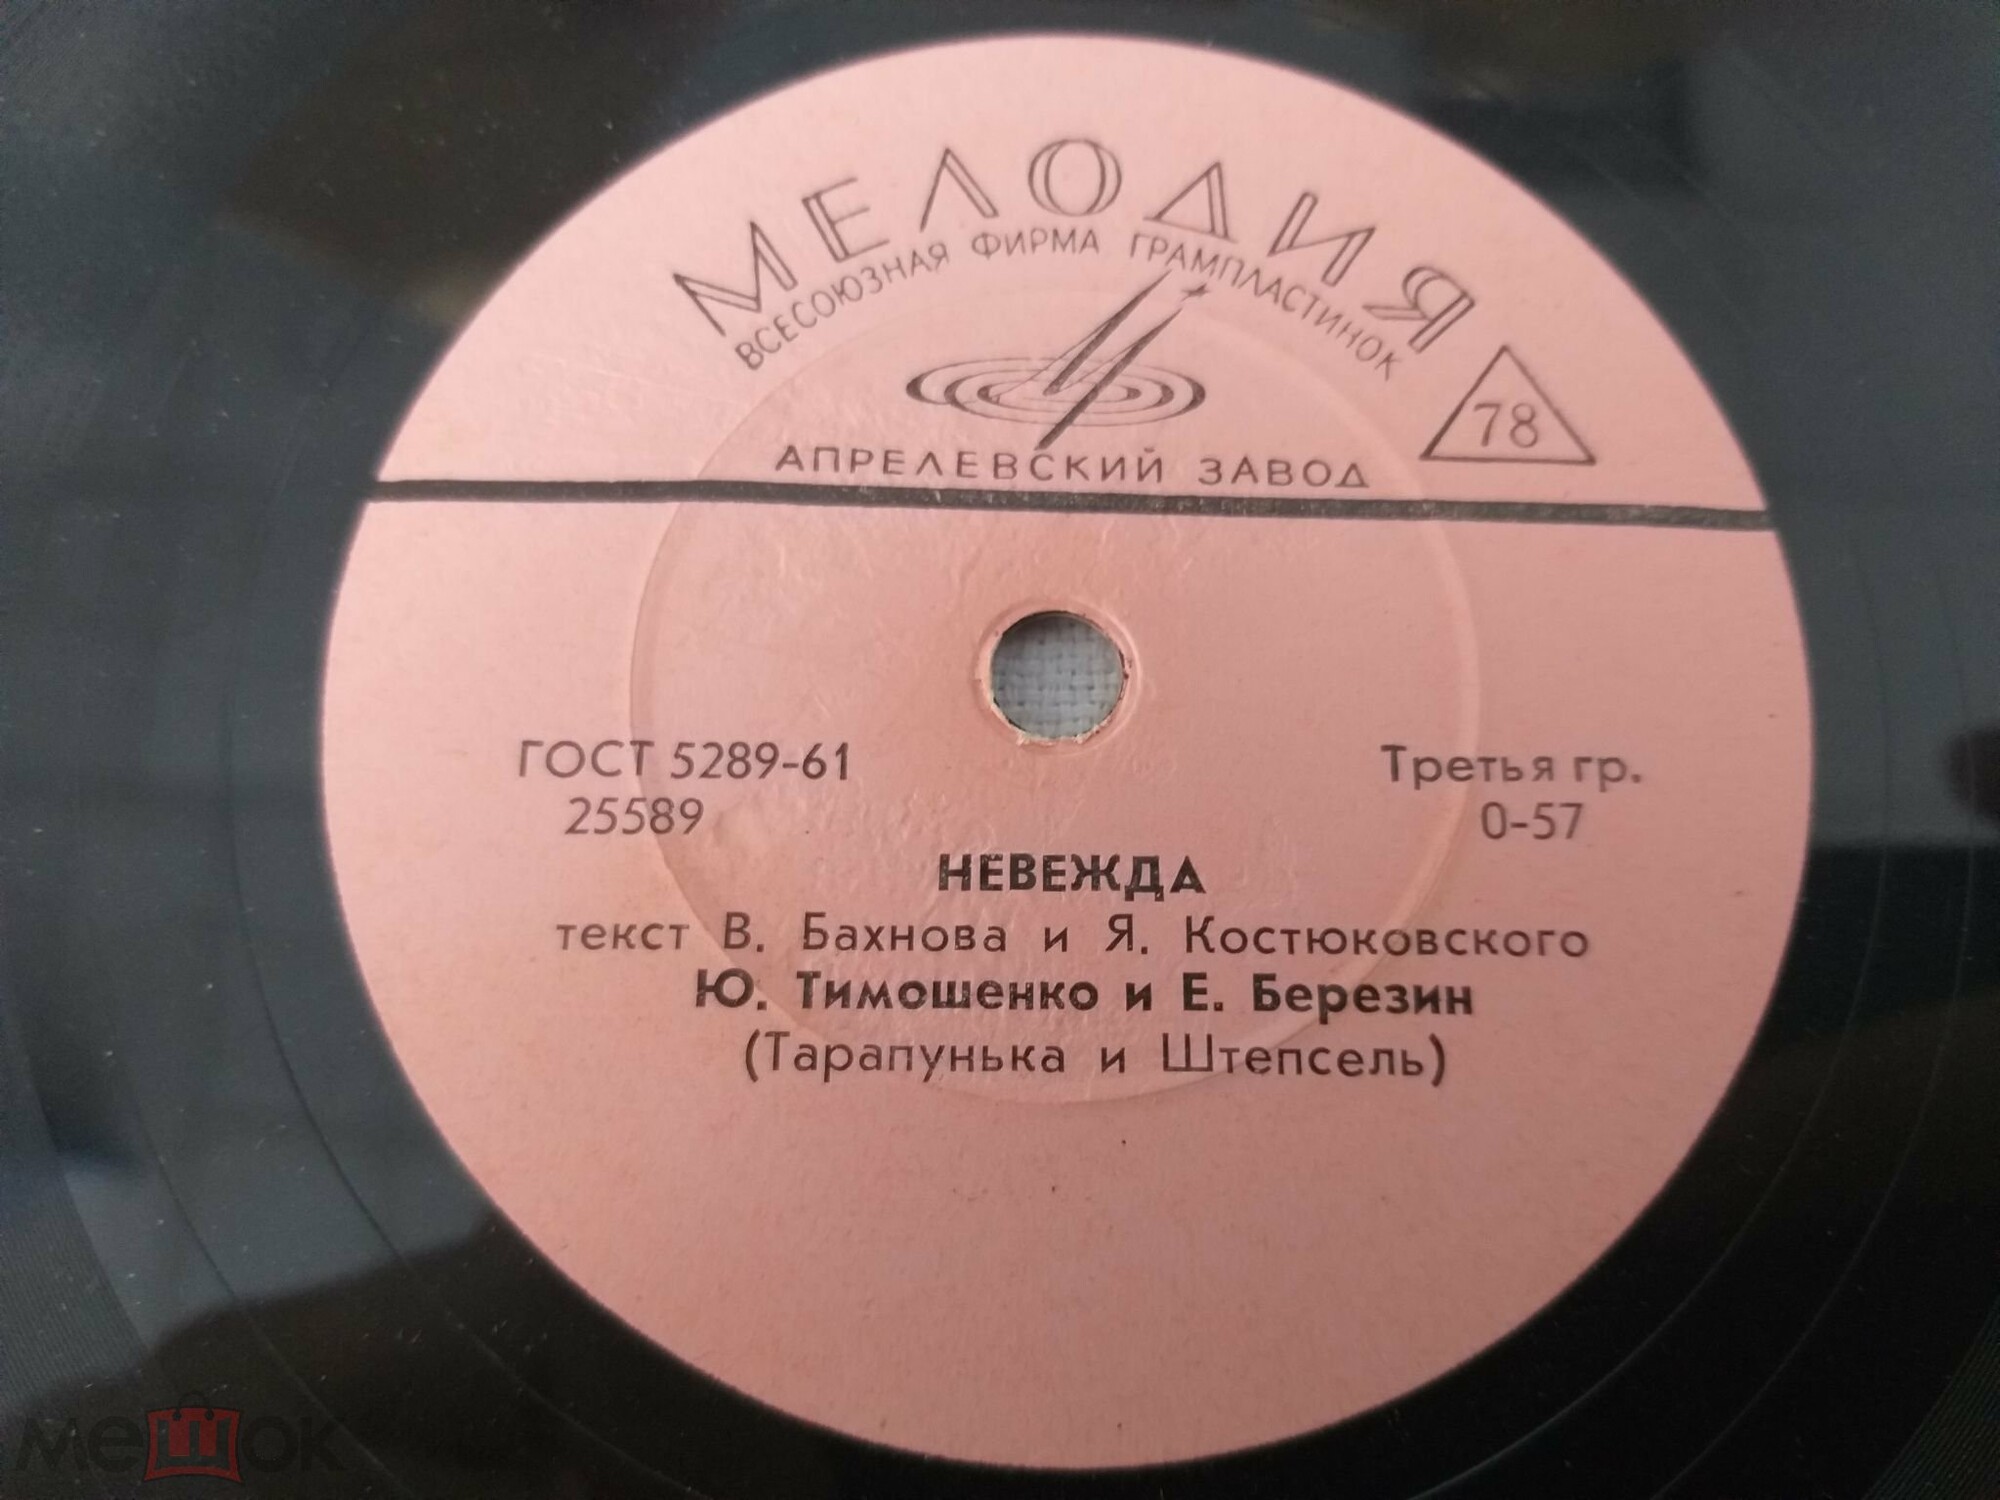 МЕЛОДИЯ
ВСЕСОЮЗНАЯ ФИРМА ГРАМПЛАСТИНОК
78
АПРЕЛЕВСКИЙ ЗАВОД
ГОСТ 5289-61 Третья гр.
25589 0-57
НЕВЕЖДА
текст В. Бахнова и Я. Костюковского
Ю. Тимошенко и Е. Березин
(Тарапунька и Штепсель)
мешок